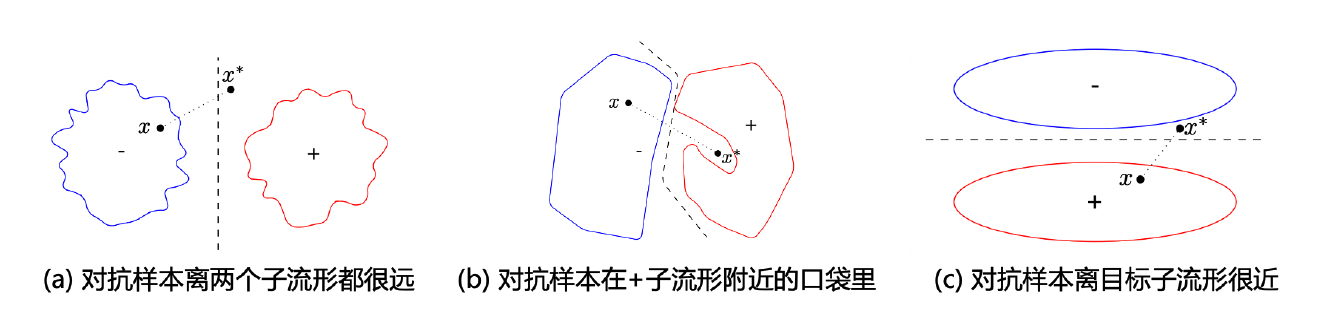 x*
x
-
+
(a) 对抗样本离两个子流形都很远
x
+
-
x*
(b) 对抗样本在+子流形附近的口袋里
-
x*
x
+
(c) 对抗样本离目标子流形很近